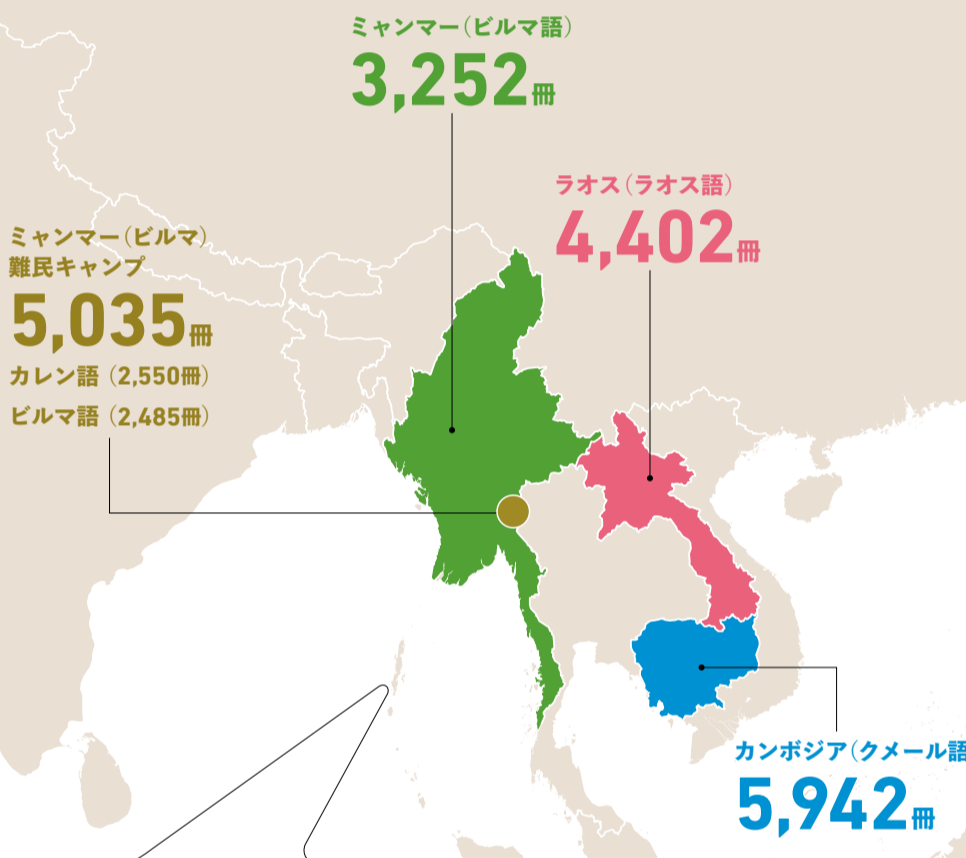 ミャンマー（ビルマ語）
3,252冊
ラオス（ラオス語）
4,402冊
ミャンマー（ビルマ）
難民キャンプ
5,035冊
カレン語（2,550冊）
ビルマ語（2,485冊）
カンボジア（クメール語
5,942冊